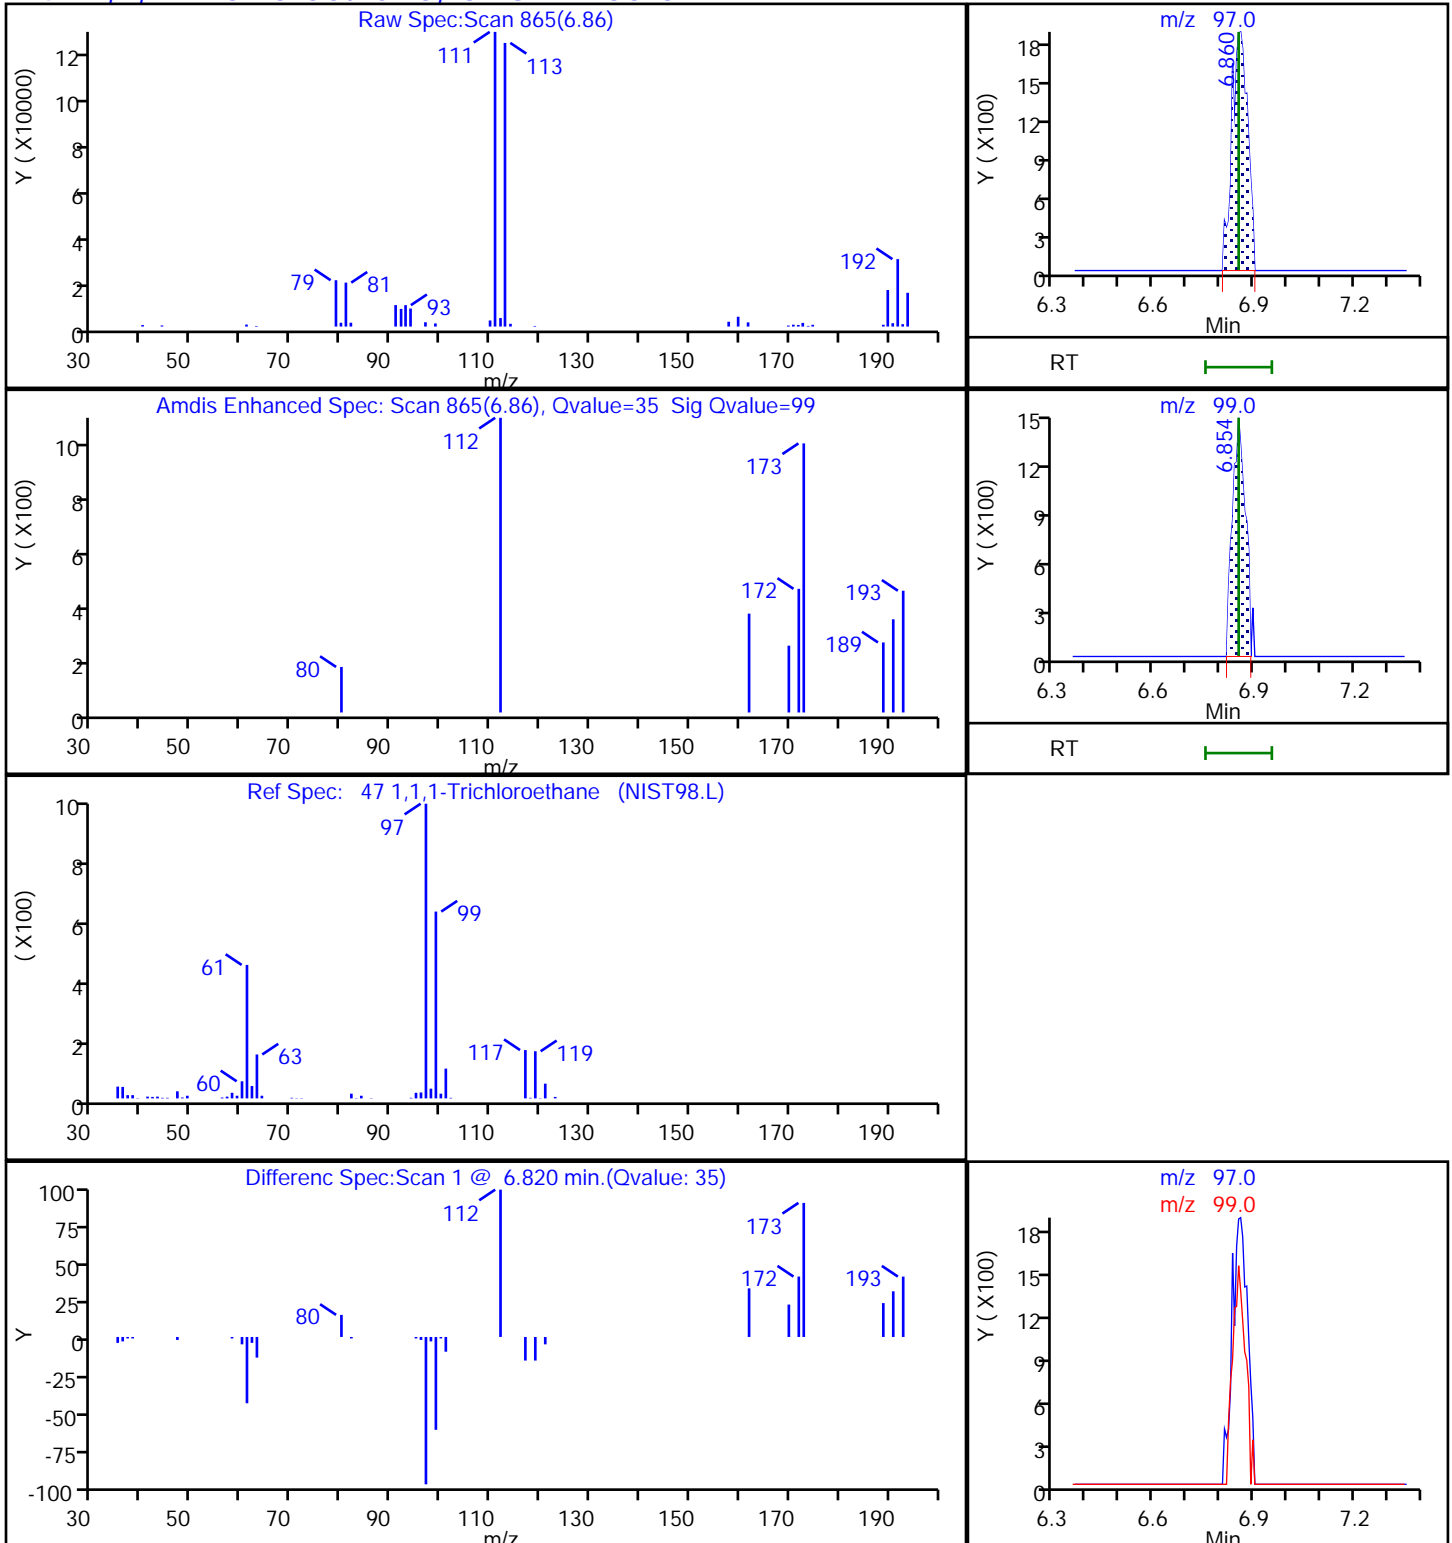 Raw Spec:Scan 865(6.86)
Y ( X10000)
12
10
8
6
4
2
0
111
113
79
81
93
192
30 50 70 90 110 130 150 170 190
m/z
m/z 97.0
Y ( X100)
18
15
12
9
6
3
0
6.860
6.3 6.6 6.9 7.2
Min
RT
Amdis Enhanced Spec: Scan 865(6.86), Qvalue=35 Sig Qvalue=99
Y ( X100)
10
8
6
4
2
0
112
173
172
193
189
80
30 50 70 90 110 130 150 170 190
m/z
m/z 99.0
Y ( X100)
15
12
9
6
3
0
6.854
6.3 6.6 6.9 7.2
Min
RT
Ref Spec: 47 1,1,1-Trichloroethane (NIST98.L)
( X100)
10
8
6
4
2
0
97
99
61
63
60
117
119
30 50 70 90 110 130 150 170 190
Differenc Spec:Scan 1 @ 6.820 min.(Qvalue: 35)
Y
100
75
50
25
0
-25
-50
-75
-100
112
173
172
193
80
30 50 70 90 110 130 150 170 190
m/z
m/z 97.0
m/z 99.0
Y ( X100)
18
15
12
9
6
3
0
6.3 6.6 6.9 7.2
Min